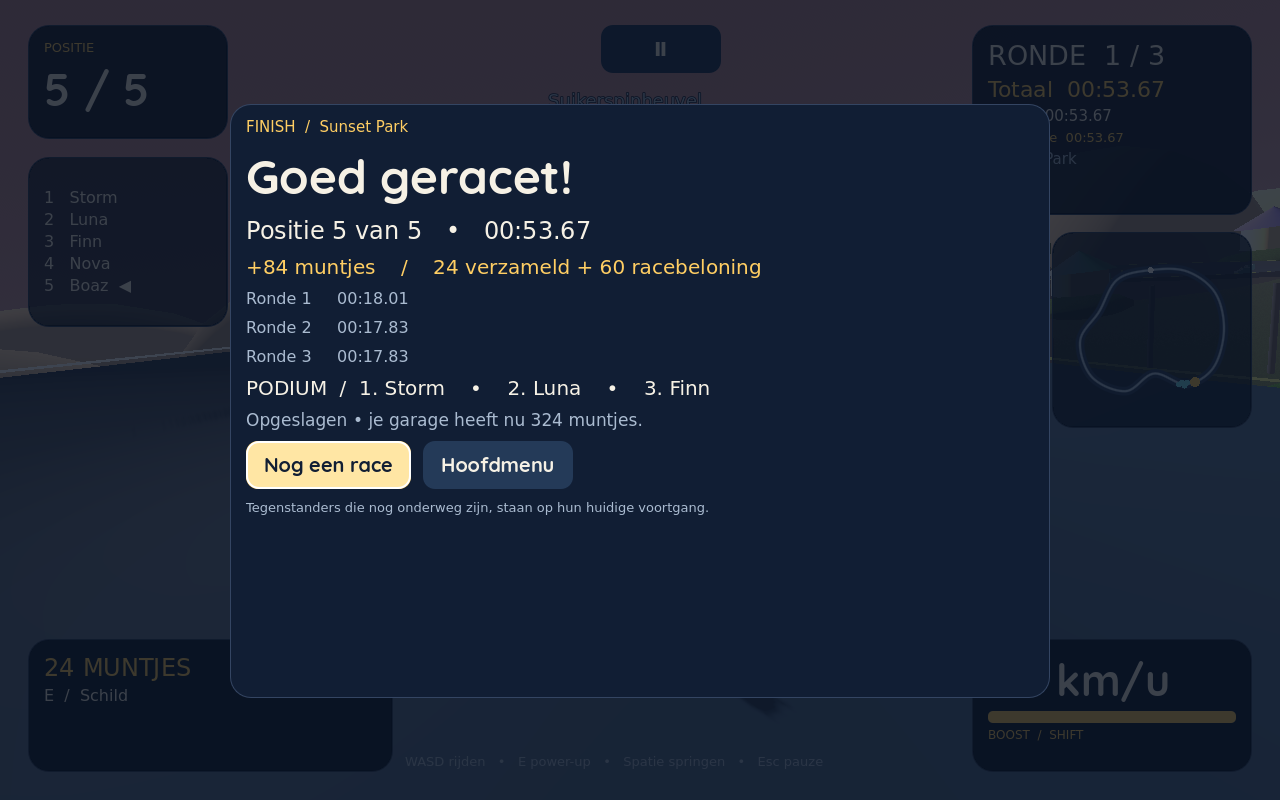 POSITIE
5 / 5
RONDE 1 / 3
Totaal 00:53.67
00:53.67
e 00:53.67
Park
Suikerspinheuvel
1 Storm
2 Luna
3 Finn
4 Nova
5 Boaz ◀
FINISH / Sunset Park
Goed geracet!
Positie 5 van 5 • 00:53.67
+84 muntjes / 24 verzameld + 60 racebeloning
Ronde 1 00:18.01
Ronde 2 00:17.83
Ronde 3 00:17.83
PODIUM / 1. Storm • 2. Luna • 3. Finn
Opgeslagen • je garage heeft nu 324 muntjes.
Nog een race
Hoofdmenu
Tegenstanders die nog onderweg zijn, staan op hun huidige voortgang.
24 MUNTJES
E / Schild
km/u
BOOST / SHIFT
WASD rijden • E power-up • Spatie springen • Esc pauze